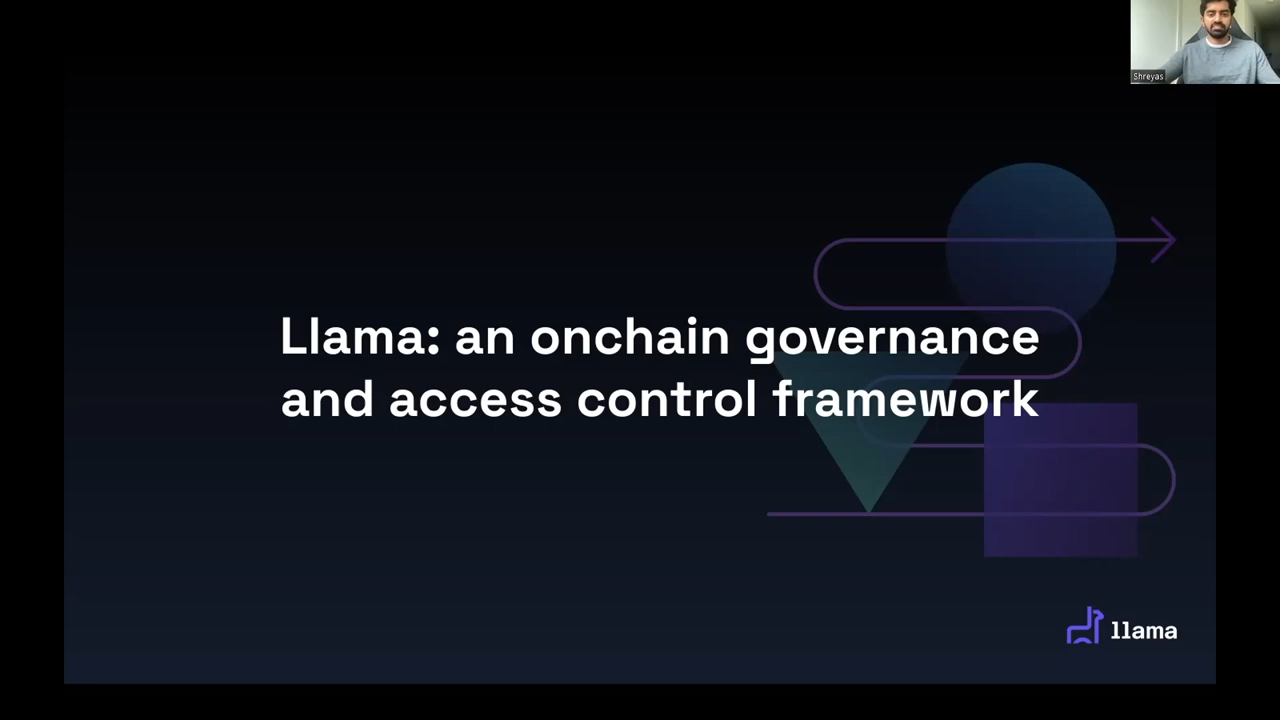 Shreyas
Llama: an onchain governance
and access control framework
llama